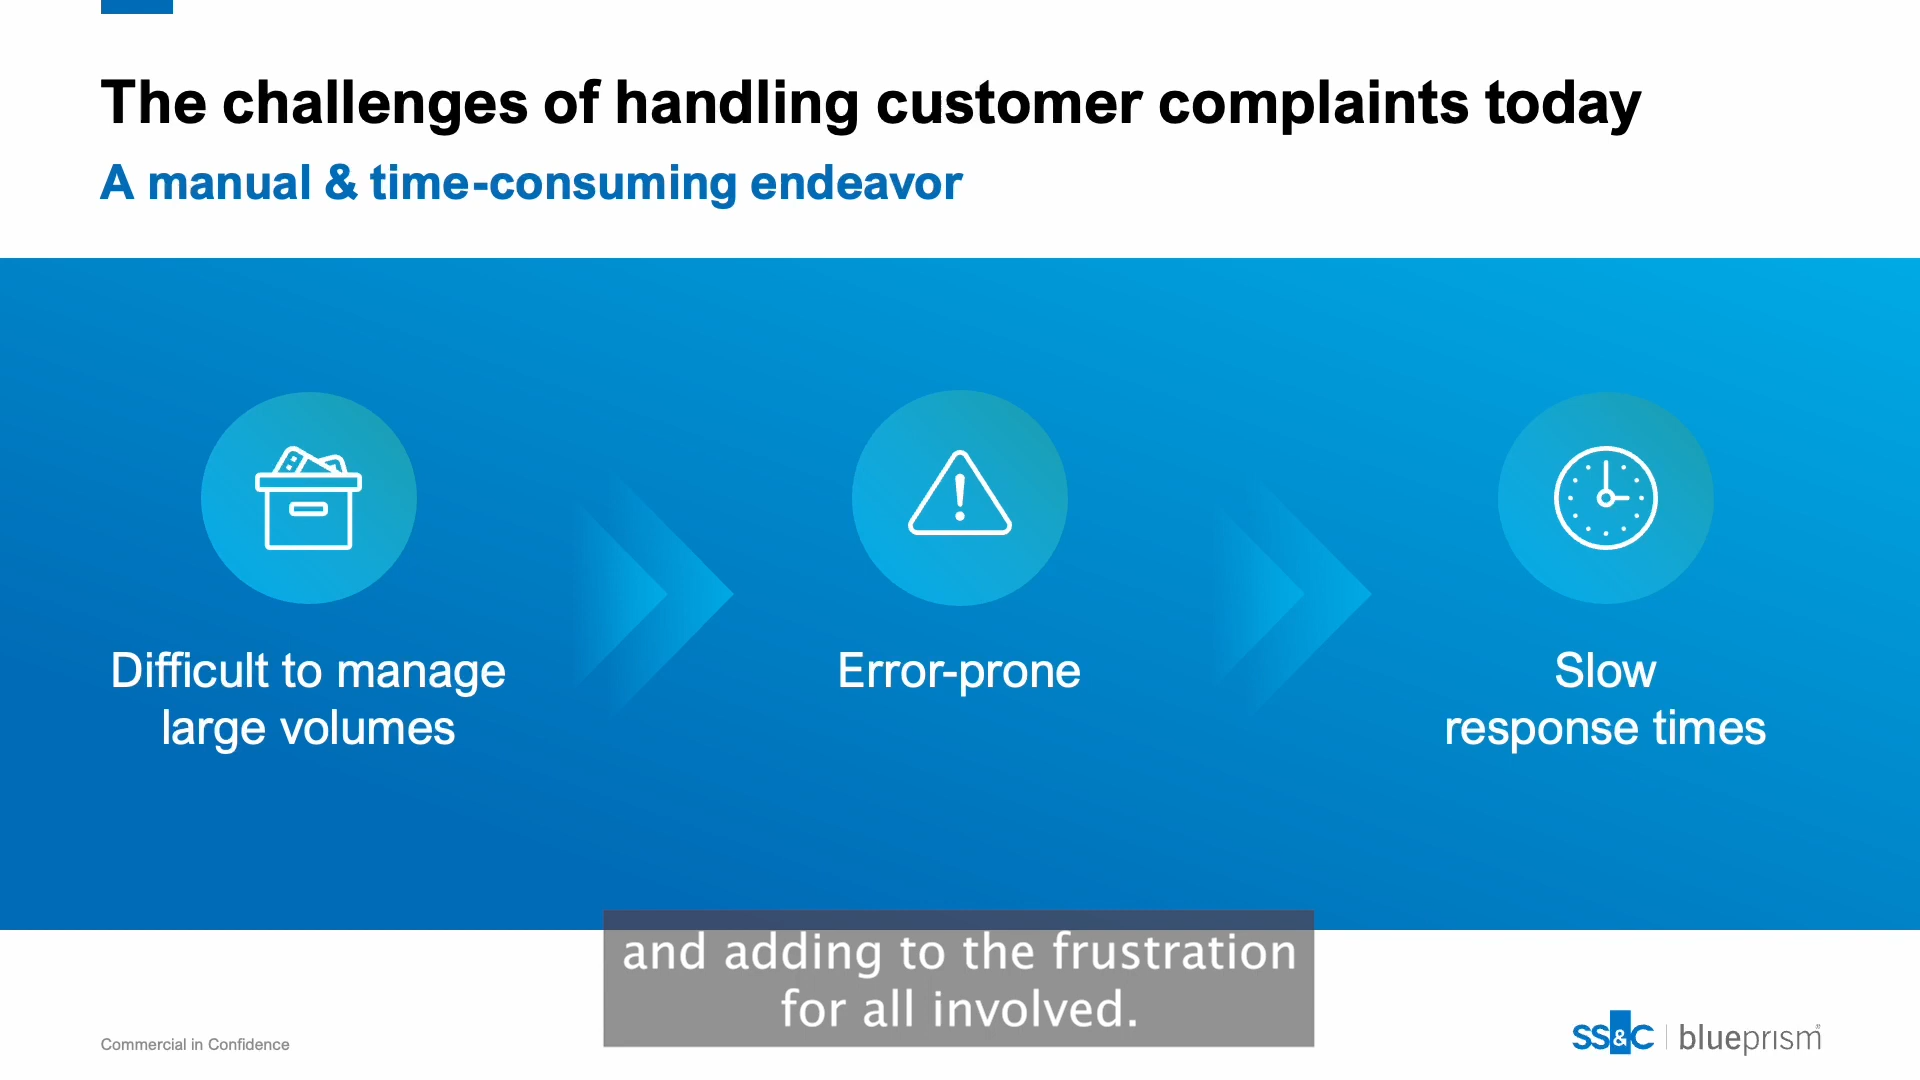 The challenges of handling customer complaints today
A manual & time-consuming endeavor
Difficult to manage
large volumes
Error-prone
Slow
response times
and adding to the frustration
for all involved.
Commercial in Confidence
SS&C | blueprism®